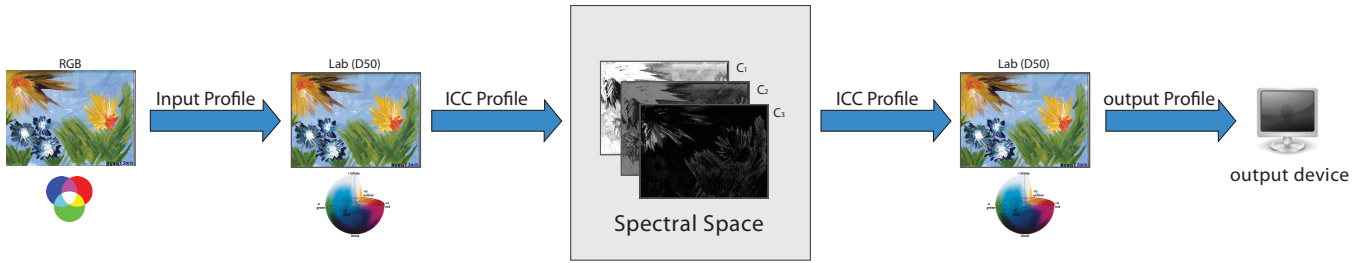 RGB
Input Profile
Lab (D50)
ICC Profile
C1
C2
C3
Spectral Space
ICC Profile
Lab (D50)
output Profile
output device